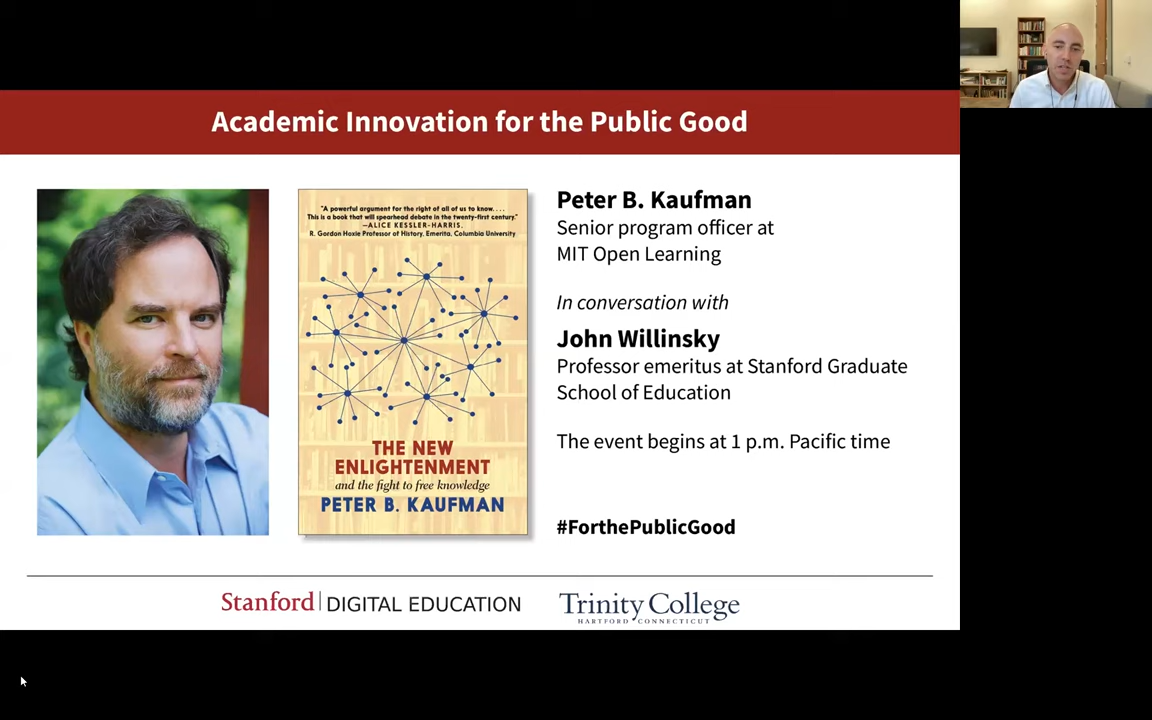 Academic Innovation for the Public Good
"A powerful argument for the right of all of us to know. . . .
This is a book that will spearhead debate in the twenty-first century."
—ALICE KESSLER-HARRIS,
R. Gordon Hoxie Professor of History, Emerita, Columbia University
THE NEW
ENLIGHTENMENT
and the fight to free knowledge
PETER B. KAUFMAN
Peter B. Kaufman
Senior program officer at
MIT Open Learning
In conversation with
John Willinsky
Professor emeritus at Stanford Graduate
School of Education
The event begins at 1 p.m. Pacific time
#ForthePublicGood
Stanford | DIGITAL EDUCATION
Trinity College
HARTFORD CONNECTICUT